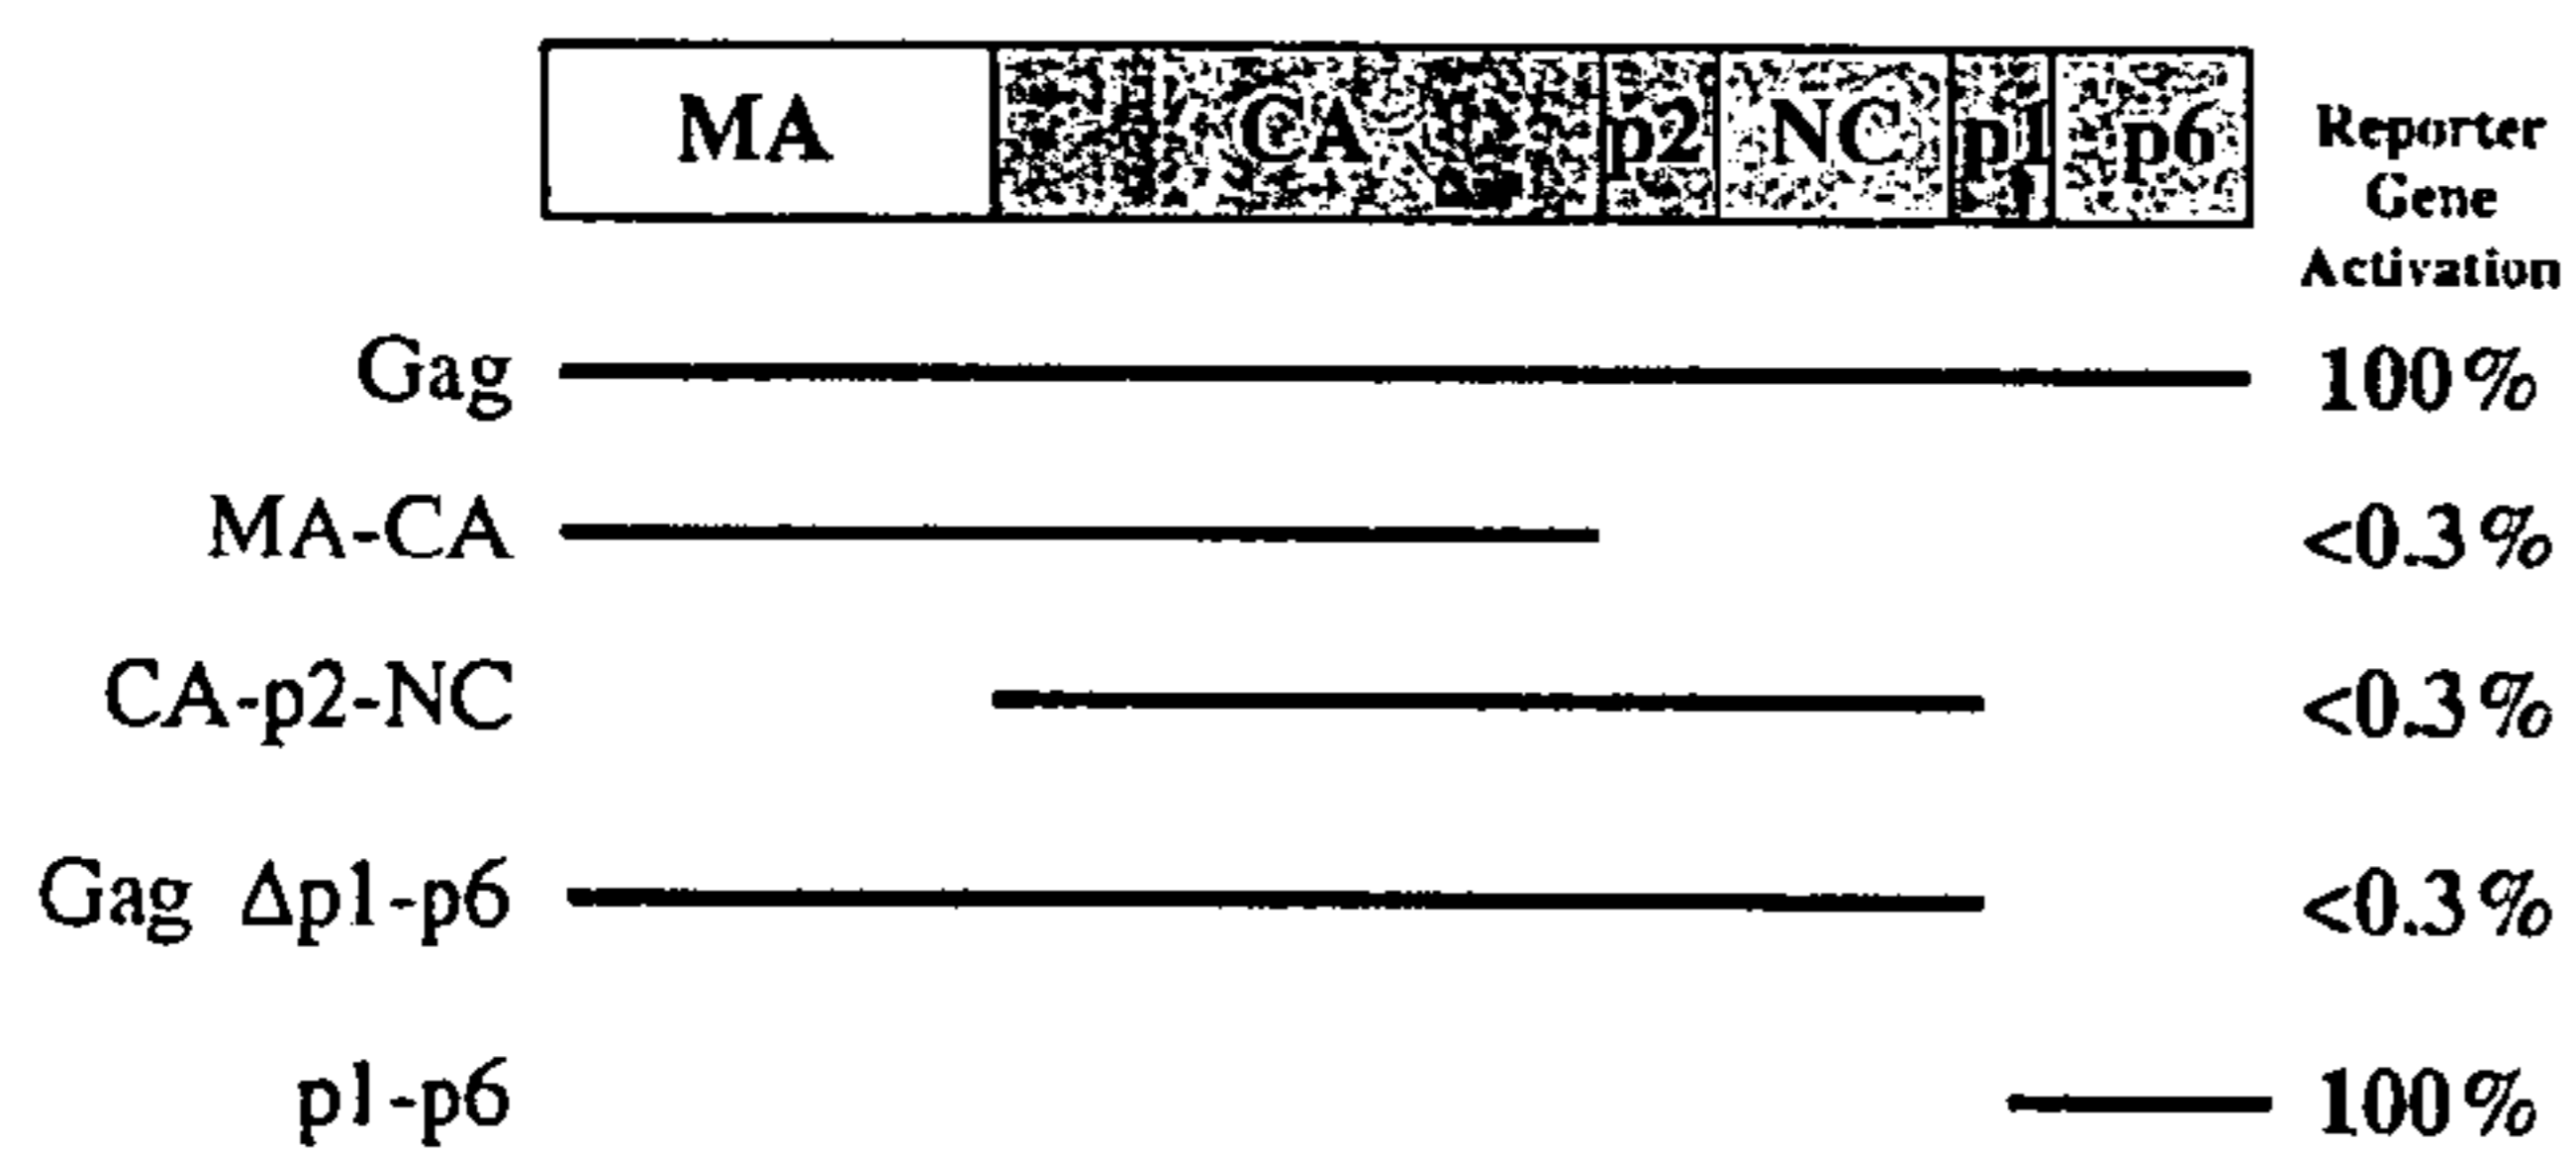 MA CA p2 NC p1 p6
Reporter
Gene
Activation
Gag 100%
MA-CA <0.3%
CA-p2-NC <0.3%
Gag Δp1-p6 <0.3%
p1-p6 100%